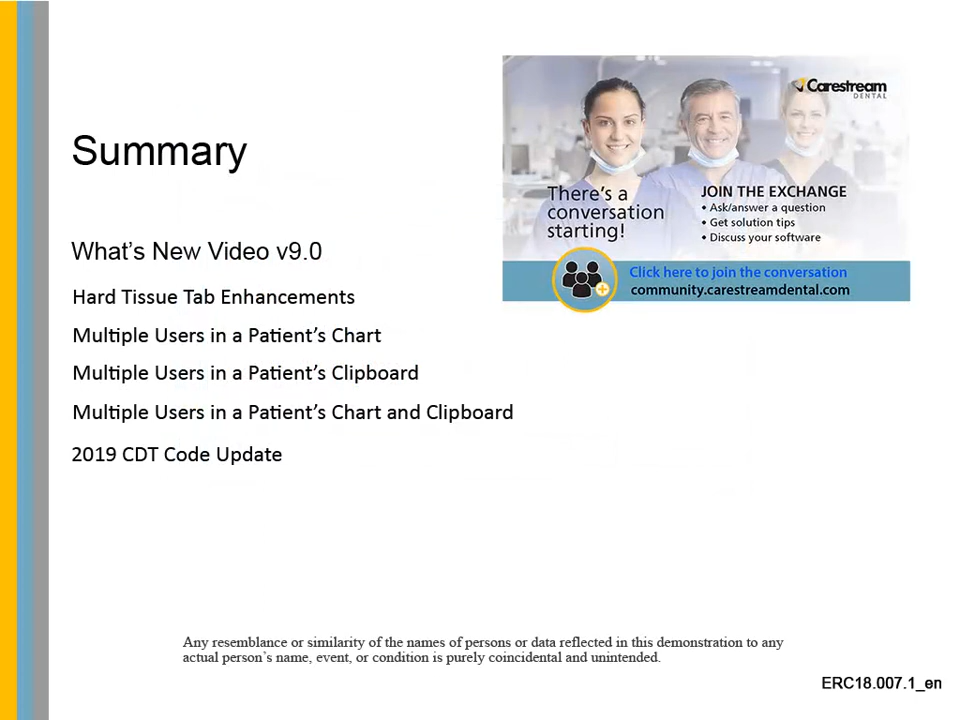 Summary
What's New Video v9.0
Hard Tissue Tab Enhancements
Multiple Users in a Patient's Chart
Multiple Users in a Patient's Clipboard
Multiple Users in a Patient's Chart and Clipboard
2019 CDT Code Update
Carestream
DENTAL
There's a
conversation
starting!
JOIN THE EXCHANGE
• Ask/answer a question
• Get solution tips
• Discuss your software
Click here to join the conversation
community.carestreamdental.com
Any resemblance or similarity of the names of persons or data reflected in this demonstration to any
actual person's name, event, or condition is purely coincidental and unintended.
ERC18.007.1_en